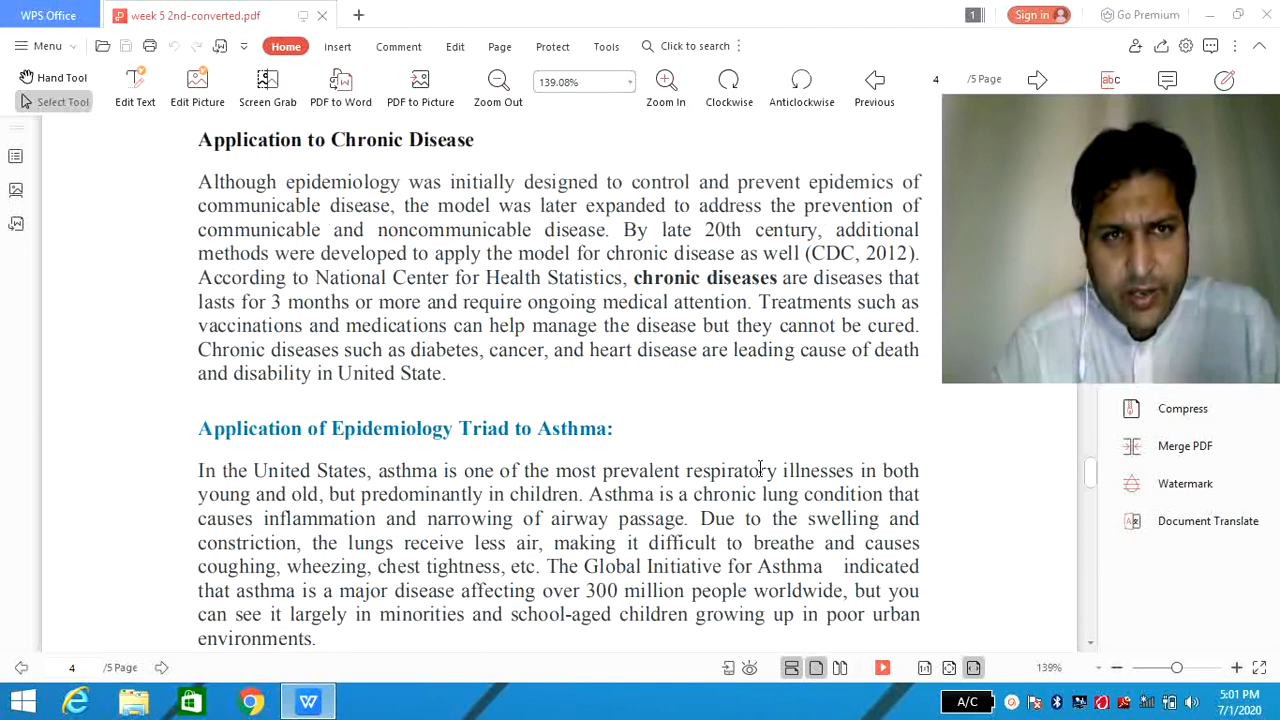 WPS Office
week 5 2nd-converted.pdf
1
Sign in
Go Premium
Menu
Home
Insert
Comment
Edit
Page
Protect
Tools
Click to search
Hand Tool
Select Tool
Edit Text
Edit Picture
Screen Grab
PDF to Word
PDF to Picture
Zoom Out
139.08%
Zoom In
Clockwise
Anticlockwise
Previous
4 /5 Page
abc
Application to Chronic Disease
Although epidemiology was initially designed to control and prevent epidemics of
communicable disease, the model was later expanded to address the prevention of
communicable and noncommunicable disease. By late 20th century, additional
methods were developed to apply the model for chronic disease as well (CDC, 2012).
According to National Center for Health Statistics, chronic diseases are diseases that
lasts for 3 months or more and require ongoing medical attention. Treatments such as
vaccinations and medications can help manage the disease but they cannot be cured.
Chronic diseases such as diabetes, cancer, and heart disease are leading cause of death
and disability in United State.
Application of Epidemiology Triad to Asthma:
In the United States, asthma is one of the most prevalent respiratory illnesses in both
young and old, but predominantly in children. Asthma is a chronic lung condition that
causes inflammation and narrowing of airway passage. Due to the swelling and
constriction, the lungs receive less air, making it difficult to breathe and causes
coughing, wheezing, chest tightness, etc. The Global Initiative for Asthma indicated
that asthma is a major disease affecting over 300 million people worldwide, but you
can see it largely in minorities and school-aged children growing up in poor urban
environments.
Compress
Merge PDF
Watermark
Document Translate
4 /5 Page
139%
A/C
5:01 PM
7/1/2020